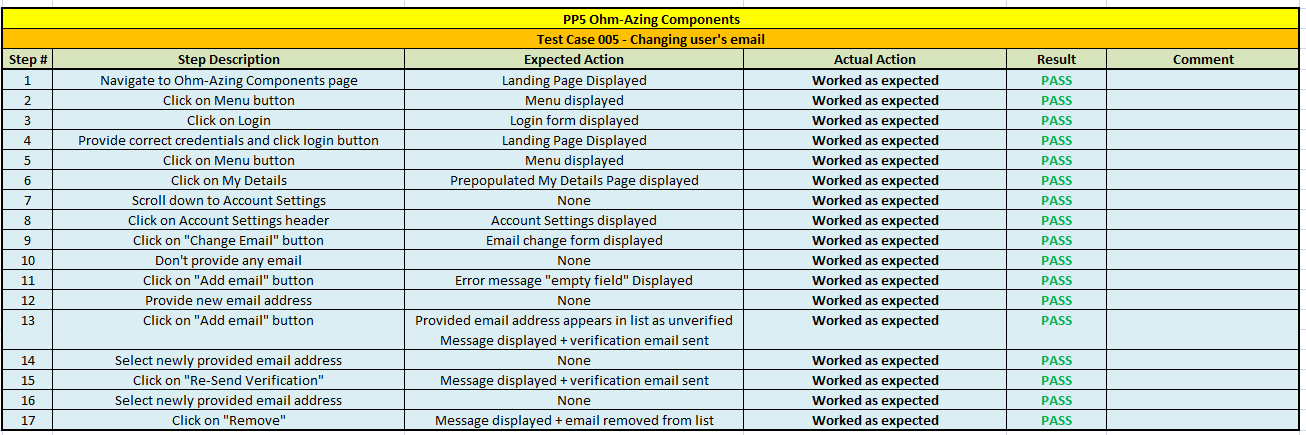 PP5 Ohm-Azing Components
Test Case 005 - Changing user's email
Step # Step Description Expected Action Actual Action Result Comment
1 Navigate to Ohm-Azing Components page Landing Page Displayed Worked as expected PASS
2 Click on Menu button Menu displayed Worked as expected PASS
3 Click on Login Login form displayed Worked as expected PASS
4 Provide correct credentials and click login button Landing Page Displayed Worked as expected PASS
5 Click on Menu button Menu displayed Worked as expected PASS
6 Click on My Details Prepopulated My Details Page displayed Worked as expected PASS
7 Scroll down to Account Settings None Worked as expected PASS
8 Click on Account Settings header Account Settings displayed Worked as expected PASS
9 Click on "Change Email" button Email change form displayed Worked as expected PASS
10 Don't provide any email None Worked as expected PASS
11 Click on "Add email" button Error message "empty field" Displayed Worked as expected PASS
12 Provide new email address None Worked as expected PASS
13 Click on "Add email" button Provided email address appears in list as unverified Worked as expected PASS
Message displayed + verification email sent
14 Select newly provided email address None Worked as expected PASS
15 Click on "Re-Send Verification" Message displayed + verification email sent Worked as expected PASS
16 Select newly provided email address None Worked as expected PASS
17 Click on "Remove" Message displayed + email removed from list Worked as expected PASS